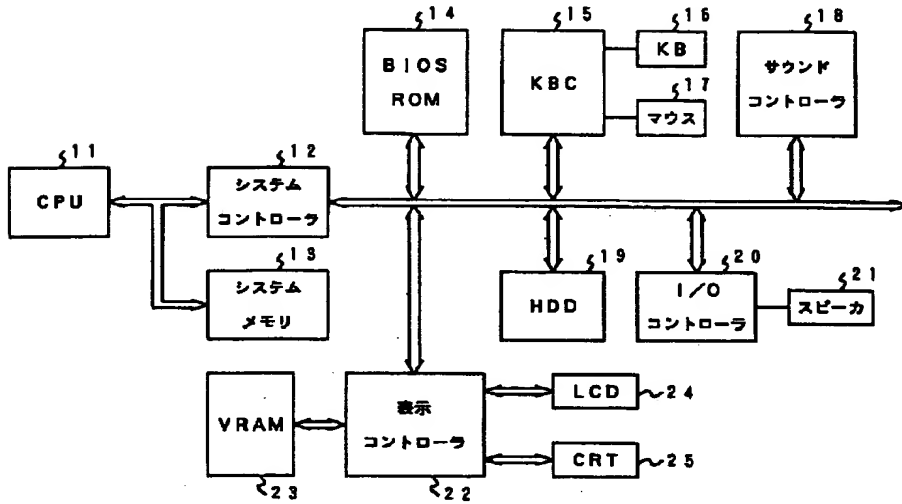 14
BIOS
ROM
15
KBC
16
KB
17
マウス
18
サウンド
コントローラ
11
CPU
12
システム
コントローラ
13
システム
メモリ
19
HDD
20
I/O
コントローラ
21
スピーカ
VRAM
23
表示
コントローラ
22
LCD
24
CRT
25